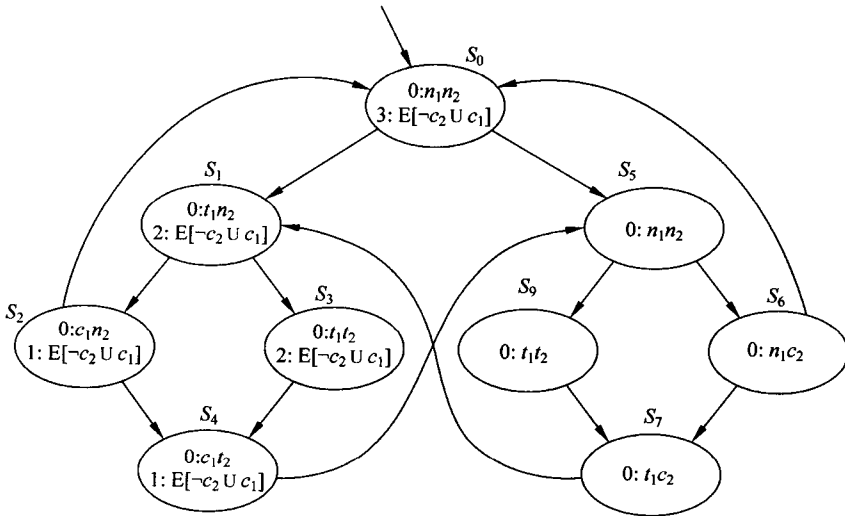 S₀
0:n₁n₂
3: E[¬c₂ U c₁]
S₁
0:t₁n₂
2: E[¬c₂ U c₁]
S₅
0: n₁n₂
S₂
0:c₁n₂
1: E[¬c₂ U c₁]
S₃
0:t₁t₂
2: E[¬c₂ U c₁]
S₉
0: t₁t₂
S₆
0: n₁c₂
S₄
0:c₁t₂
1: E[¬c₂ U c₁]
S₇
0: t₁c₂